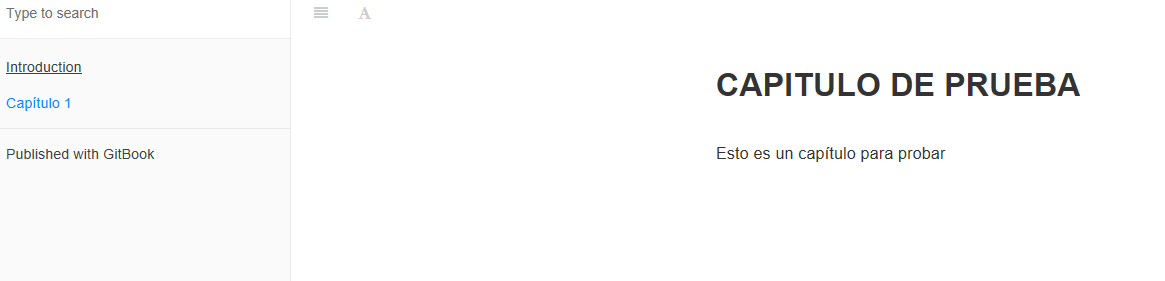 Type to search
Introduction
Capítulo 1
Published with GitBook
A
CAPITULO DE PRUEBA
Esto es un capítulo para probar